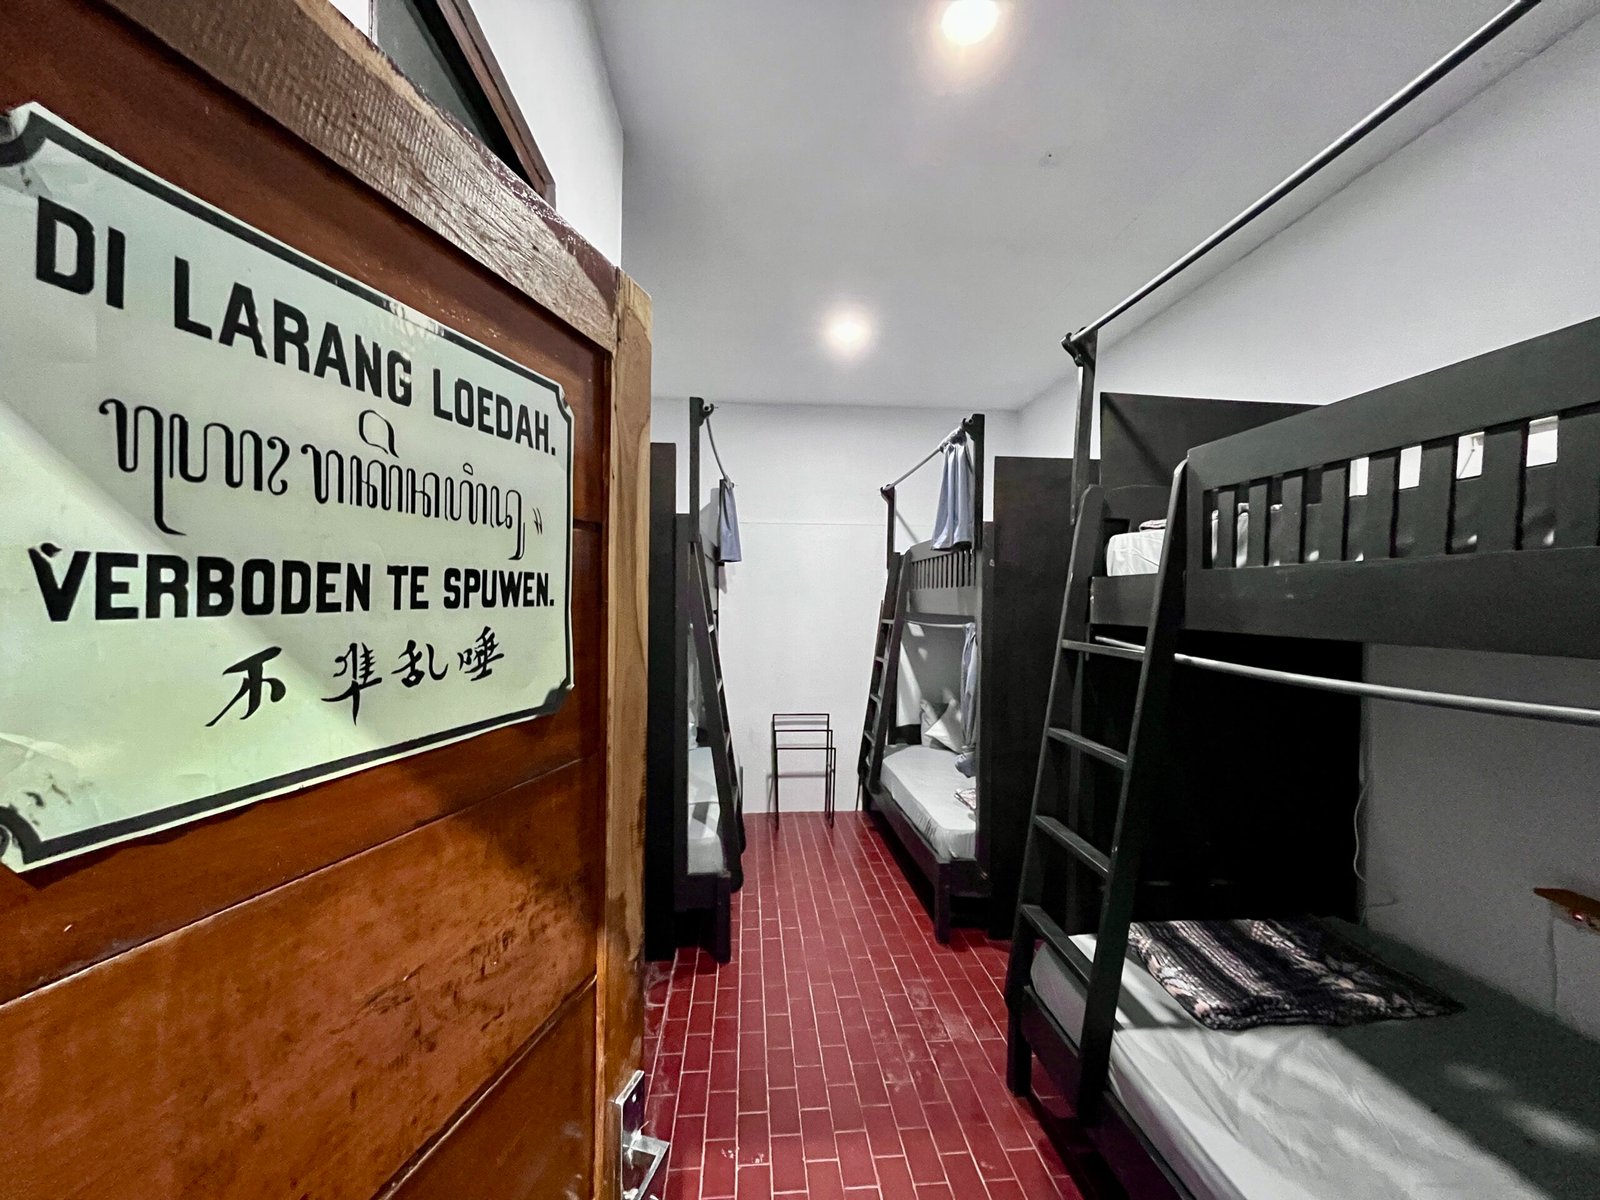 DI LARANG LOEDAH.
VERBODEN TE SPUWEN.
不準乱唾